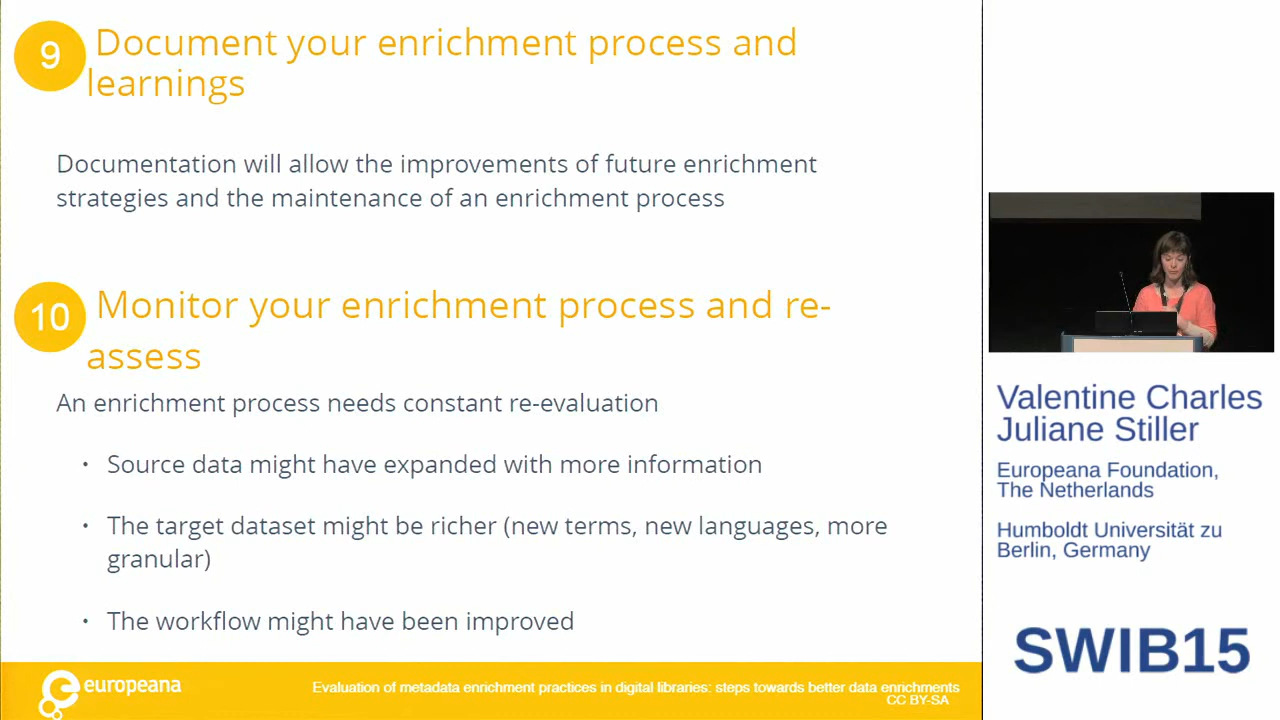 9 Document your enrichment process and
learnings
Documentation will allow the improvements of future enrichment
strategies and the maintenance of an enrichment process
10 Monitor your enrichment process and re-
assess
An enrichment process needs constant re-evaluation
• Source data might have expanded with more information
• The target dataset might be richer (new terms, new languages, more
granular)
• The workflow might have been improved
europeana
Evaluation of metadata enrichment practices in digital libraries: steps towards better data enrichments
CC BY-SA
Valentine Charles
Juliane Stiller
Europeana Foundation,
The Netherlands
Humboldt Universität zu
Berlin, Germany
SWIB15